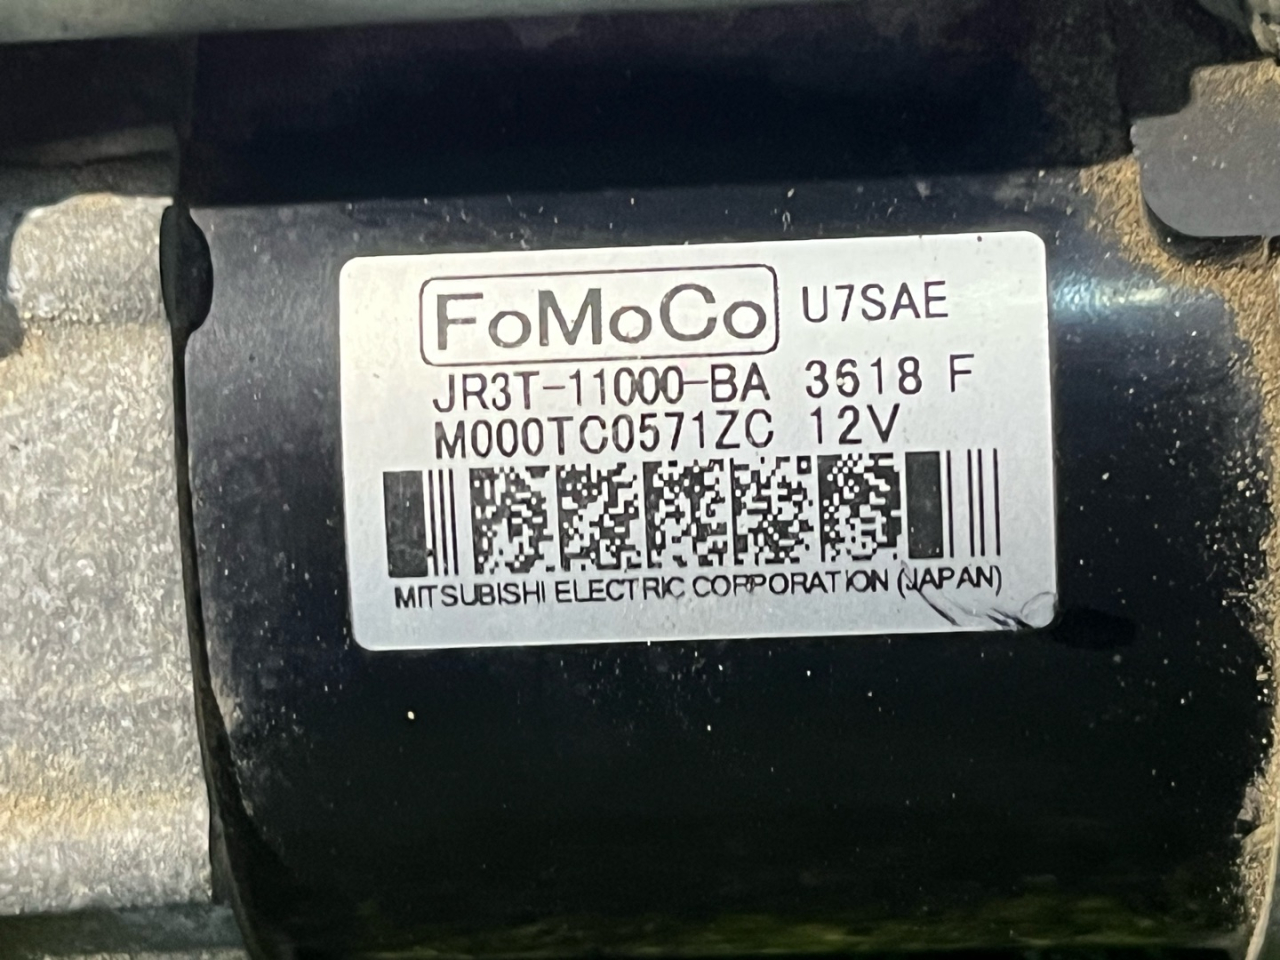 FoMoCo U7SAE
JR3T-11000-BA 3618 F
M000TC0571ZC 12V
MITSUBISHI ELECTRIC CORPORATION (JAPAN)